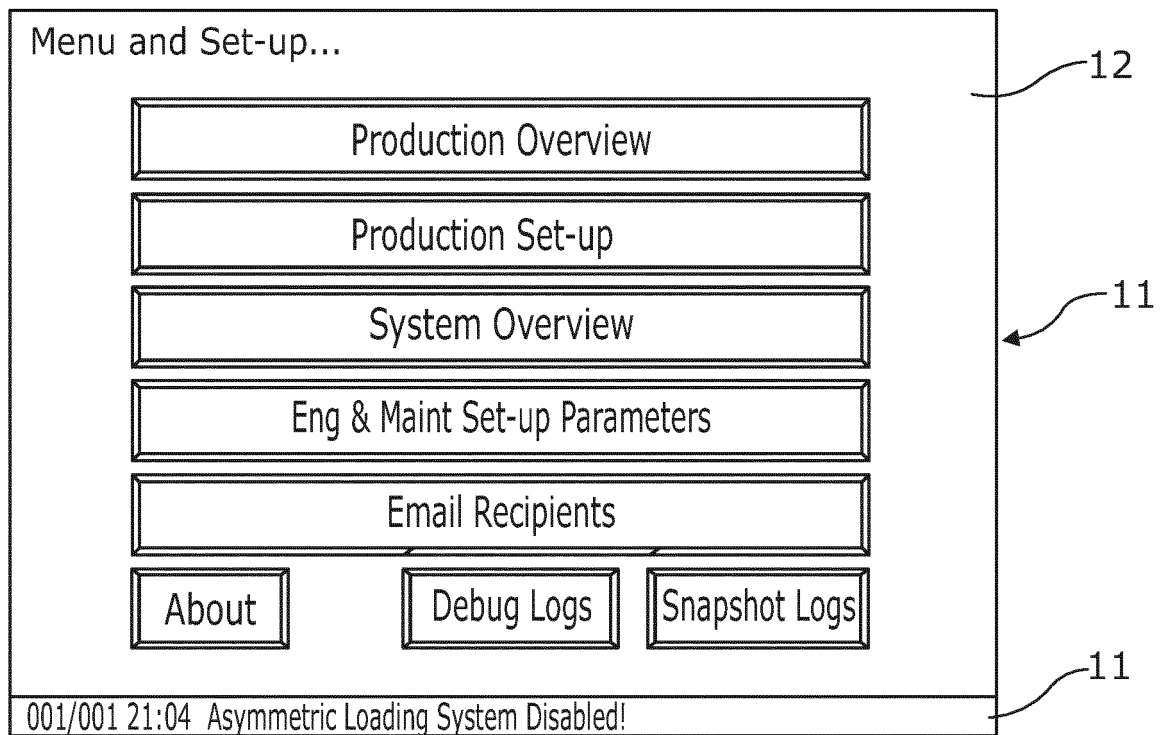 Menu and Set-up...
12
Production Overview
Production Set-up
11
System Overview
Eng & Maint Set-up Parameters
Email Recipients
About Debug Logs Snapshot Logs
11
001/001 21:04 Asymmetric Loading System Disabled!